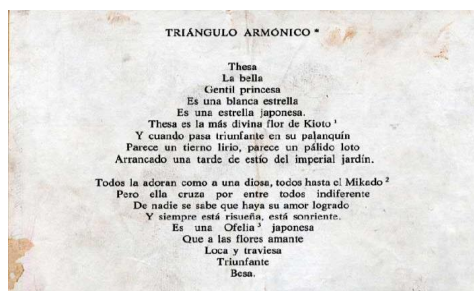 TRIÁNGULO ARMÓNICO *
Thesa
La bella
Gentil princesa
Es una blanca estrella
Es una estrella japonesa.
Thesa es la más divina flor de Kioto ¹
Y cuando pasa triunfante en su palanquín
Parece un tierno lirio, parece un pálido loto
Arrancado una tarde de estío del imperial jardín.
Todos la adoran como a una diosa, todos hasta el Mikado ²
Pero ella cruza por entre todos indiferente
De nadie se sabe que haya su amor logrado
Y siempre está risueña, está sonriente.
Es una Ofelia ³ japonesa
Que a las flores amante
Loca y traviesa
Triunfante
Besa.